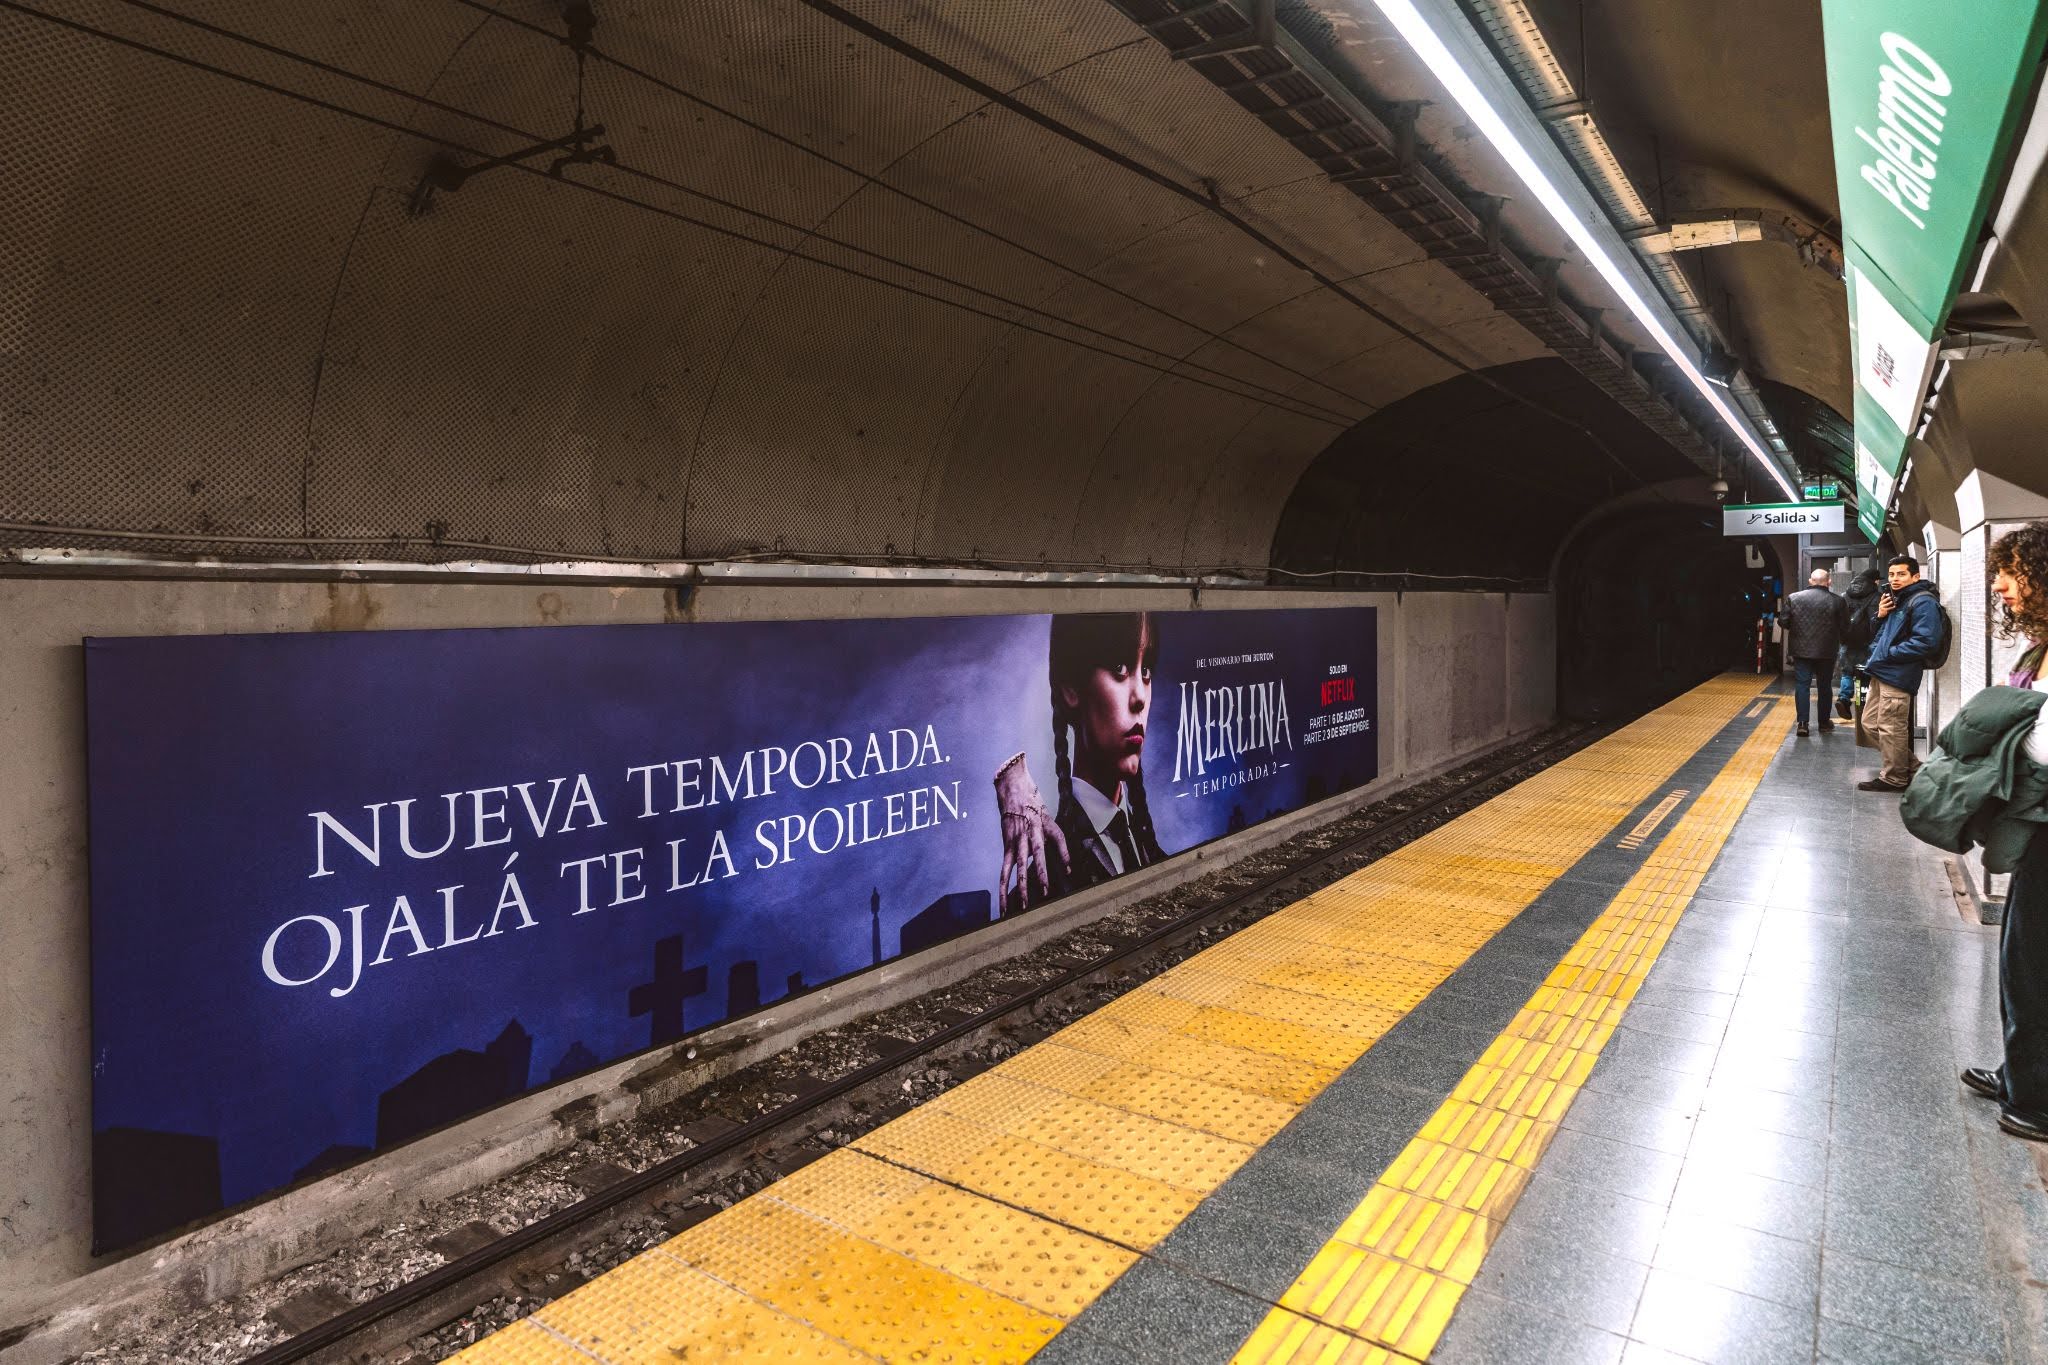 NUEVA TEMPORADA.
OJALÁ TE LA SPOILEEN.
DEL VISIONARIO TIM BURTON
MERLINA
TEMPORADA 2
SOLO EN
NETFLIX
PARTE 1 6 DE AGOSTO
PARTE 2 3 DE SEPTIEMBRE
Palermo
SALIDA
Salida